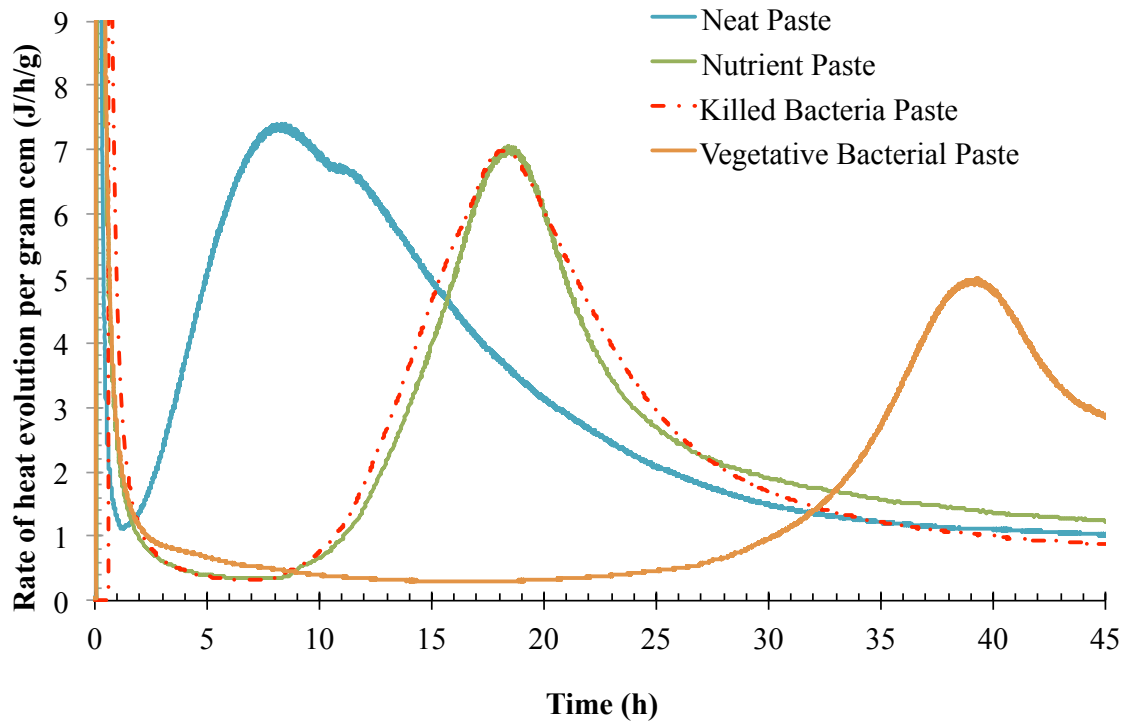 Neat Paste
Nutrient Paste
Killed Bacteria Paste
Vegetative Bacterial Paste
Rate of heat evolution per gram cem (J/h/g)
9
8
7
6
5
4
3
2
1
0
0 5 10 15 20 25 30 35 40 45
Time (h)